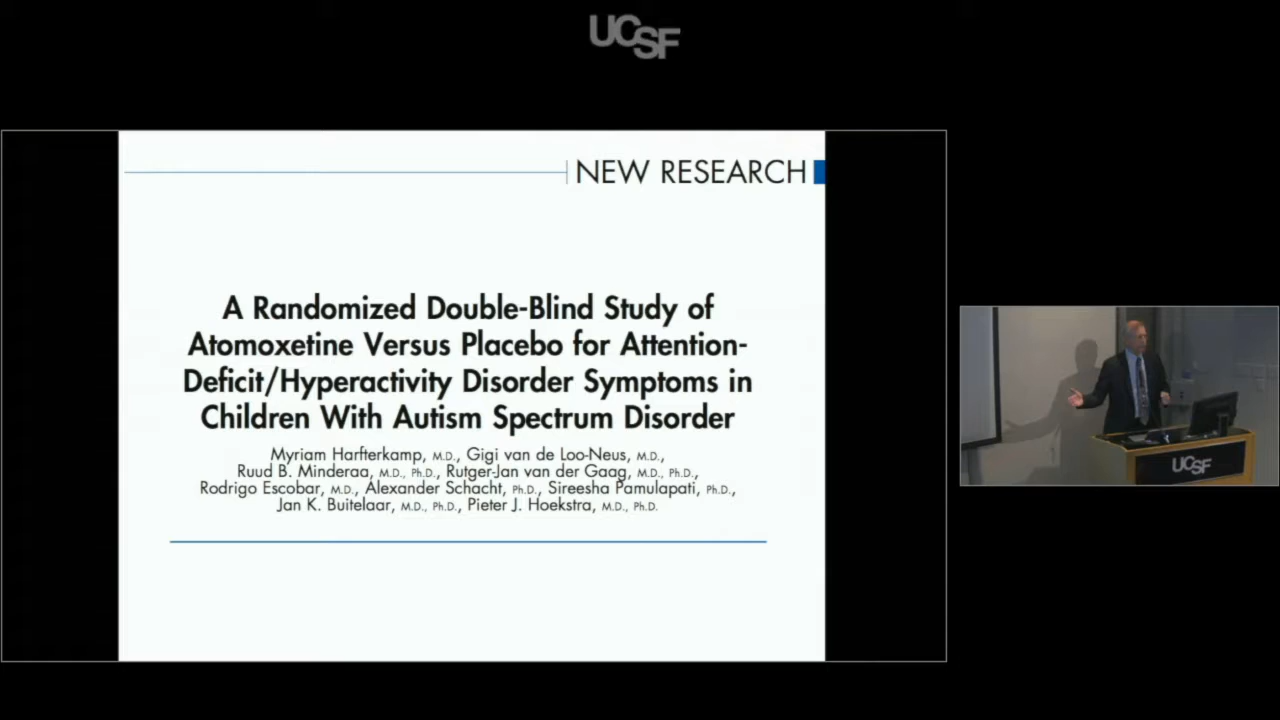 UCSF
NEW RESEARCH
A Randomized Double-Blind Study of
Atomoxetine Versus Placebo for Attention-
Deficit/Hyperactivity Disorder Symptoms in
Children With Autism Spectrum Disorder
Myriam Harfterkamp, M.D., Gigi van de Loo-Neus, M.D.,
Ruud B. Minderaa, M.D., Ph.D., Rutger-Jan van der Gaag, M.D., Ph.D.,
Rodrigo Escobar, M.D., Alexander Schacht, Ph.D., Sireesha Pamulapati, Ph.D.,
Jan K. Buitelaar, M.D., Ph.D., Pieter J. Hoekstra, M.D., Ph.D.
UCSF